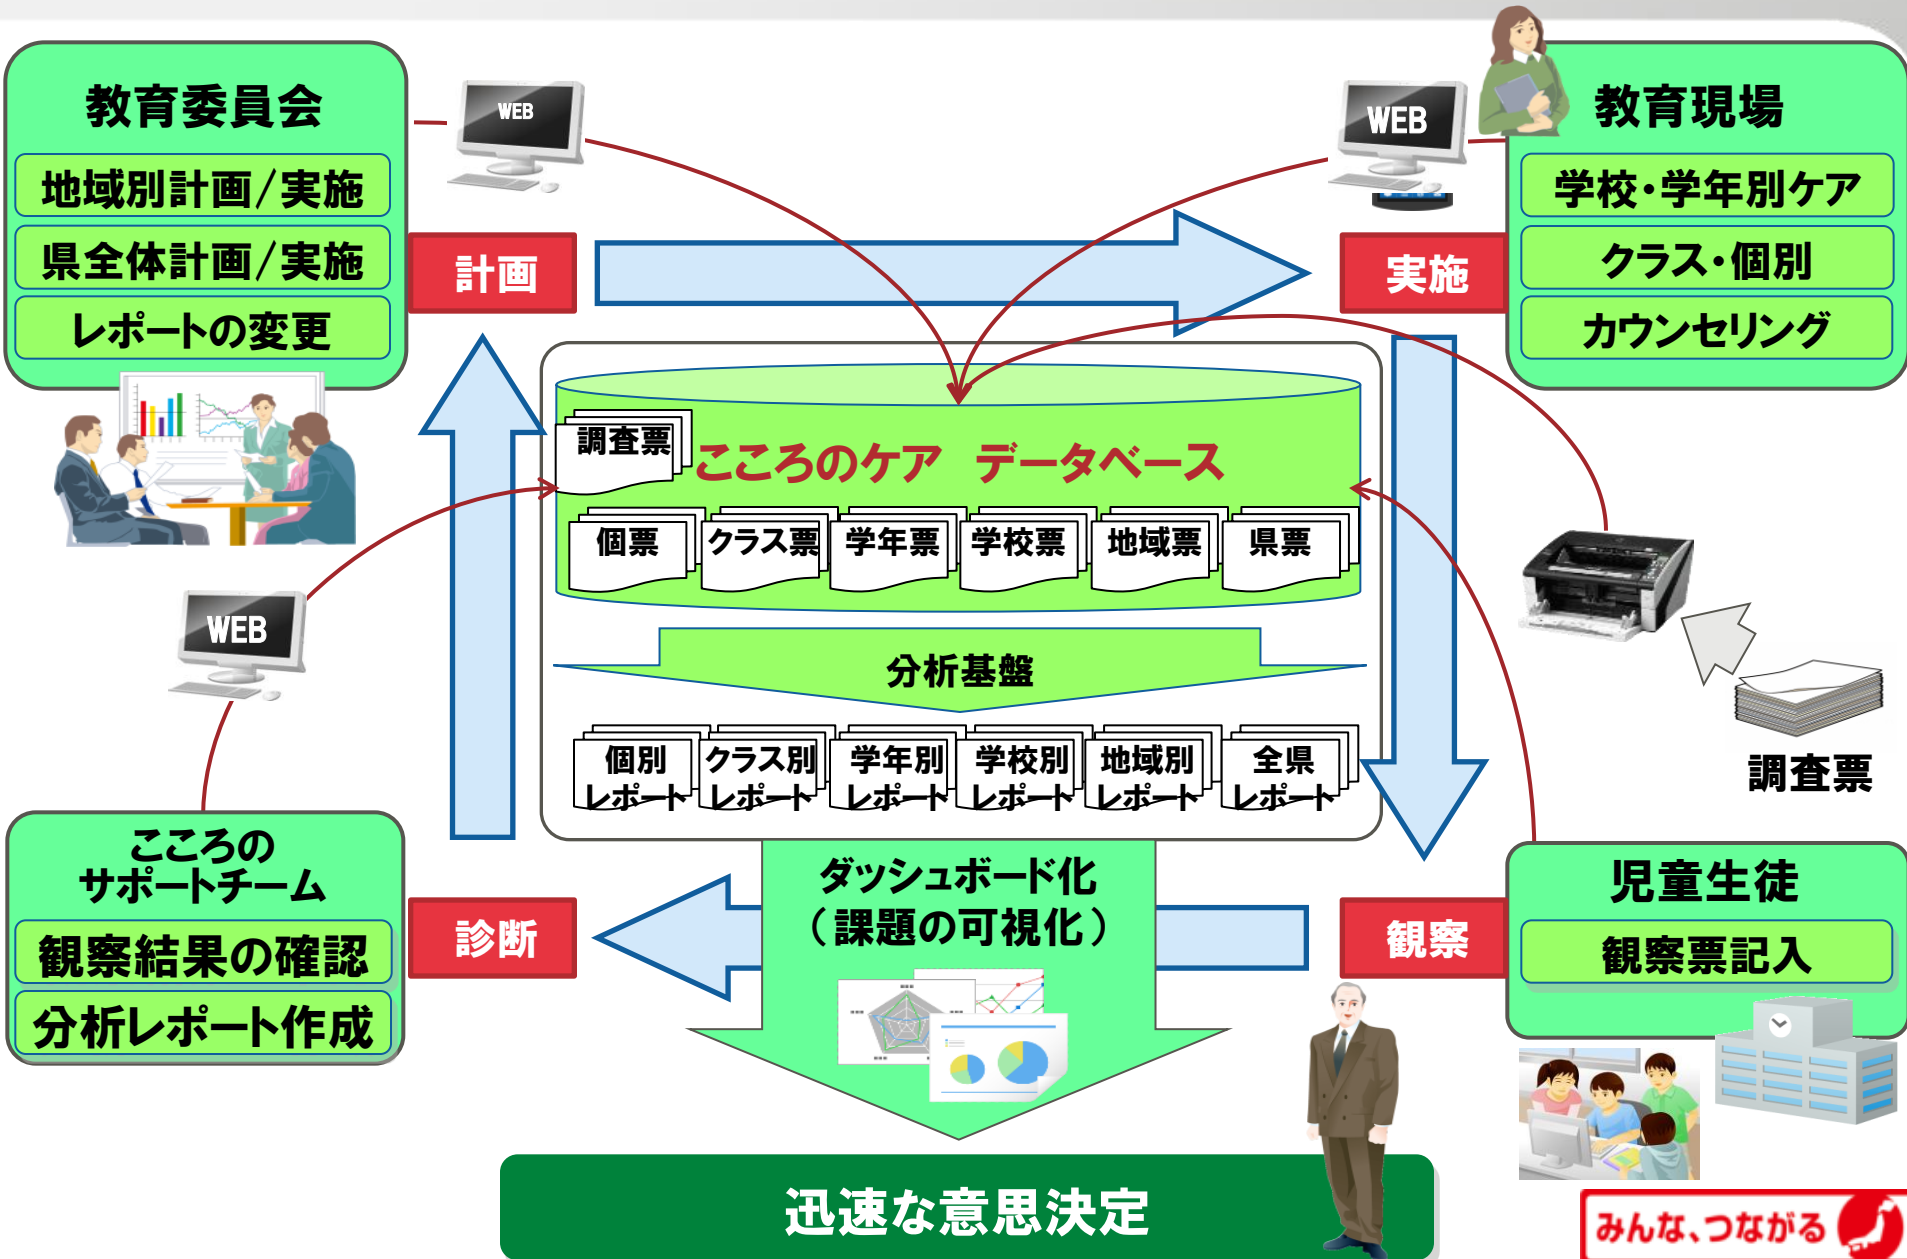 教育委員会
地域別計画/実施
県全体計画/実施
レポートの変更
WEB
WEB
教育現場
学校・学年別ケア
クラス・個別
カウンセリング
計画
実施
調査票
こころのケア データベース
個票
クラス票
学年票
学校票
地域票
県票
WEB
分析基盤
個別
レポート
クラス別
レポート
学年別
レポート
学校別
レポート
地域別
レポート
全県
レポート
調査票
こころの
サポートチーム
観察結果の確認
分析レポート作成
診断
ダッシュボード化
(課題の可視化)
観察
児童生徒
観察票記入
迅速な意思決定
みんな、つながる